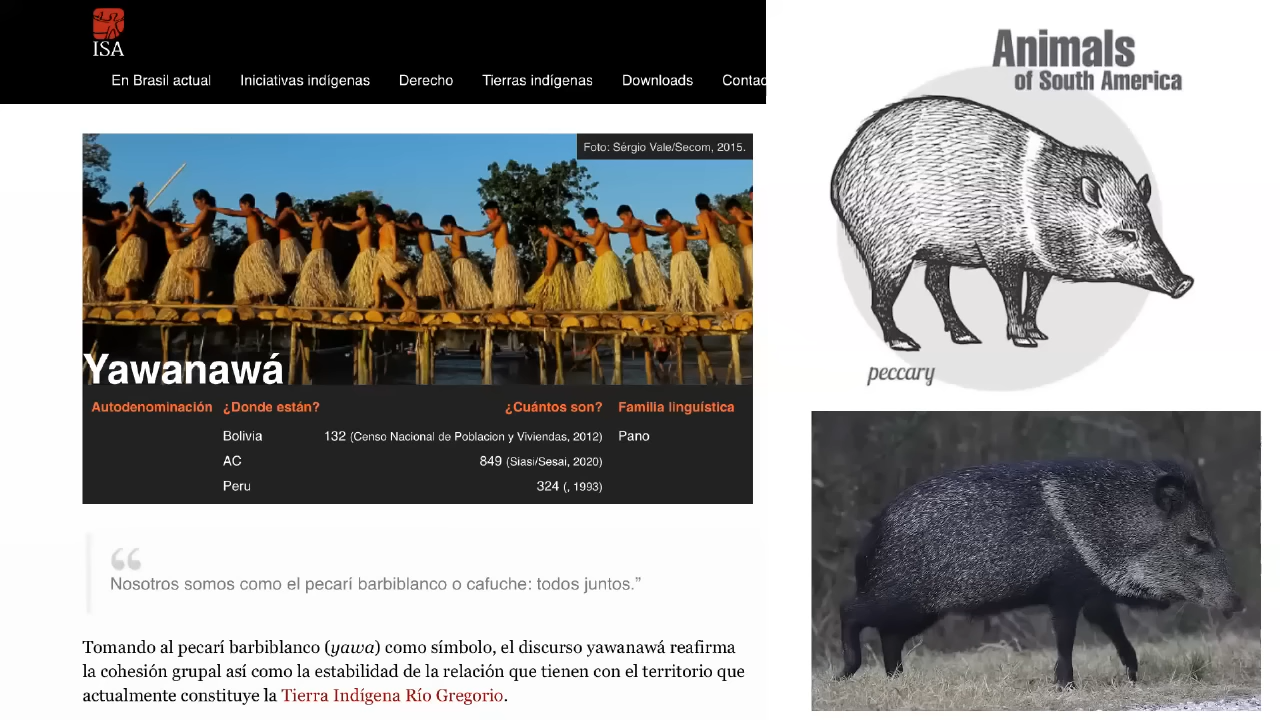 ISA
En Brasil actual Iniciativas indígenas Derecho Tierras indígenas Downloads Contac
Foto: Sérgio Vale/Secom, 2015.
Yawanawá
Autodenominación ¿Donde están? ¿Cuántos son? Familia linguística
Bolivia 132 (Censo Nacional de Poblacion y Viviendas, 2012) Pano
AC 849 (Siasi/Sesai, 2020)
Peru 324 (, 1993)
“
Nosotros somos como el pecarí barbiblanco o cafuche: todos juntos.”
Tomando al pecarí barbiblanco (yawa) como símbolo, el discurso yawanawá reafirma
la cohesión grupal así como la estabilidad de la relación que tienen con el territorio que
actualmente constituye la Tierra Indígena Río Gregorio.
Animals
of South America
peccary